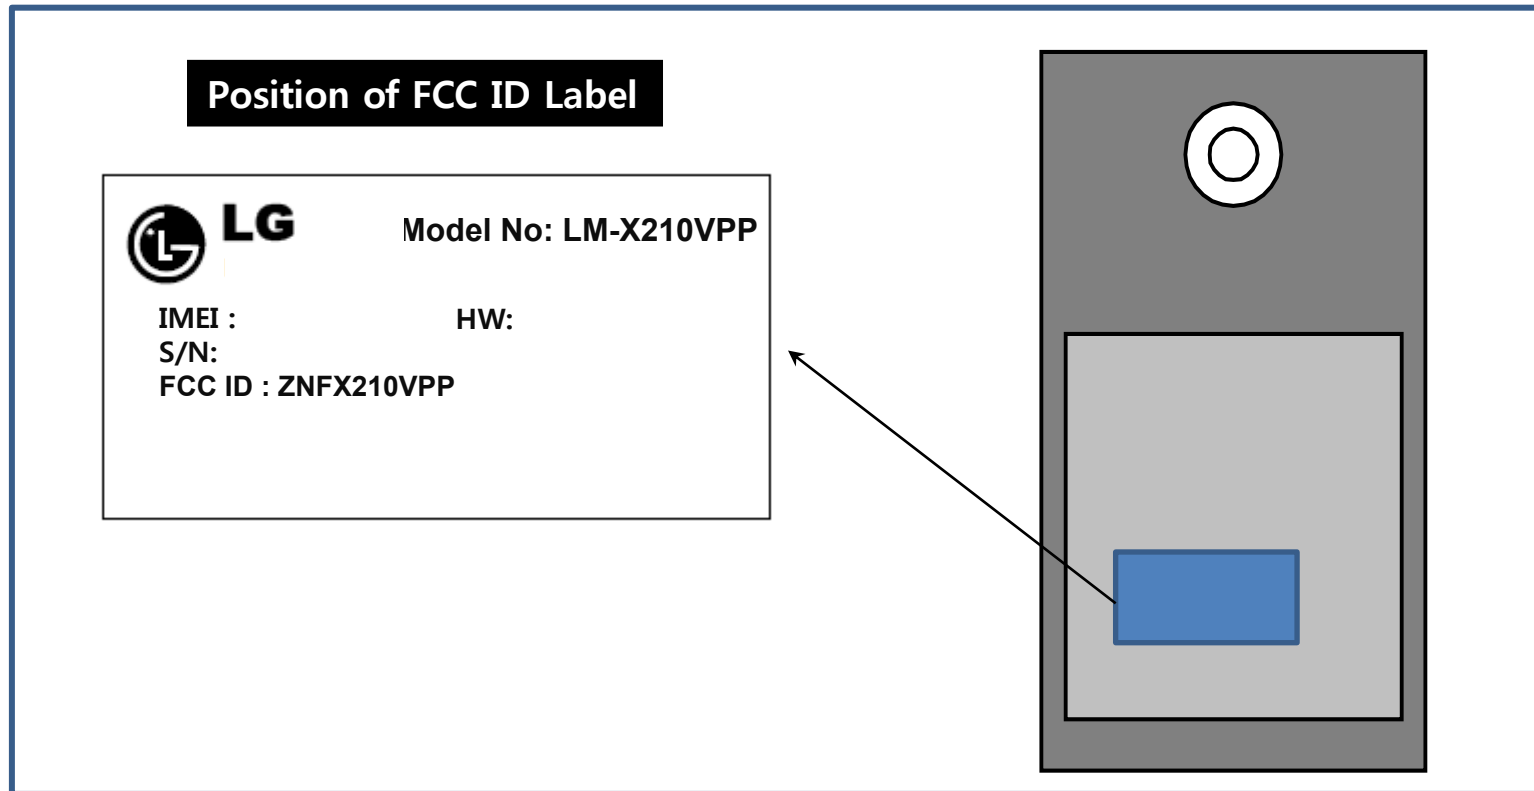 Position of FCC ID Label
LG
Model No: LM-X210VPP
IMEI :
HW:
S/N:
FCC ID : ZNFX210VPP